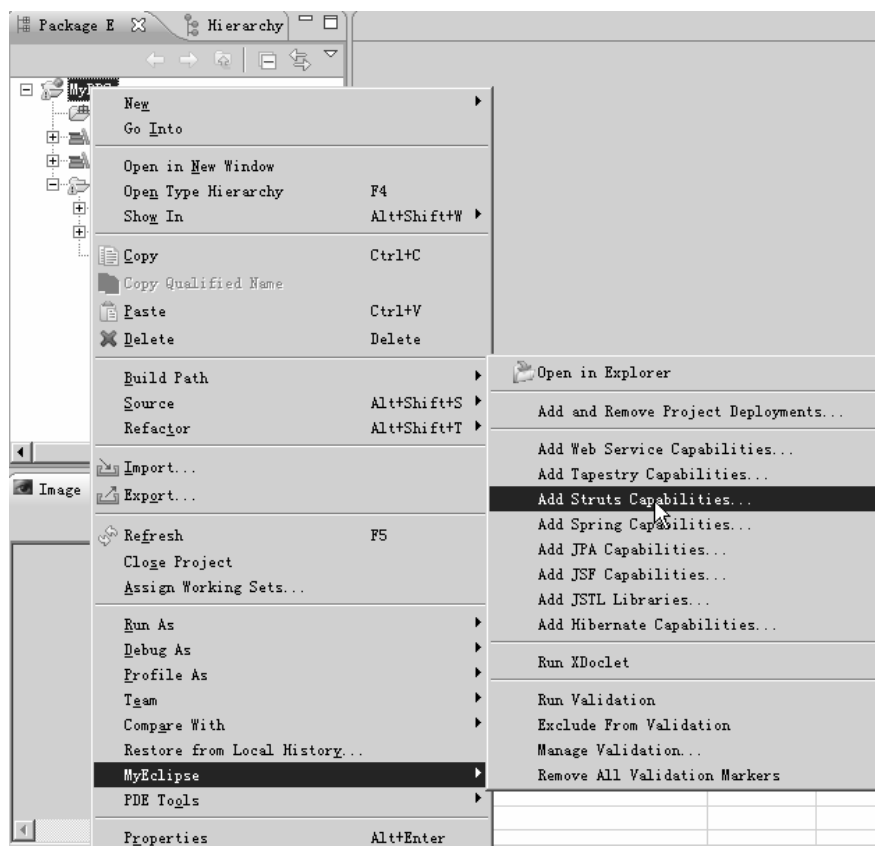 Package E Hierarchy
New
Go Into
Open in New Window
Open Type Hierarchy F4
Show In Alt+Shift+W
Copy Ctrl+C
Copy Qualified Name
Paste Ctrl+V
Delete Delete
Build Path
Source Alt+Shift+S
Refactor Alt+Shift+T
Import...
Export...
Refresh F5
Close Project
Assign Working Sets...
Run As
Debug As
Profile As
Team
Compare With
Restore from Local History...
MyEclipse
PDE Tools
Properties Alt+Enter
Open in Explorer
Add and Remove Project Deployments...
Add Web Service Capabilities...
Add Tapestry Capabilities...
Add Struts Capabilities...
Add Spring Capabilities...
Add JPA Capabilities...
Add JSF Capabilities...
Add JSTL Libraries...
Add Hibernate Capabilities...
Run XDoclet
Run Validation
Exclude From Validation
Manage Validation...
Remove All Validation Markers
Image